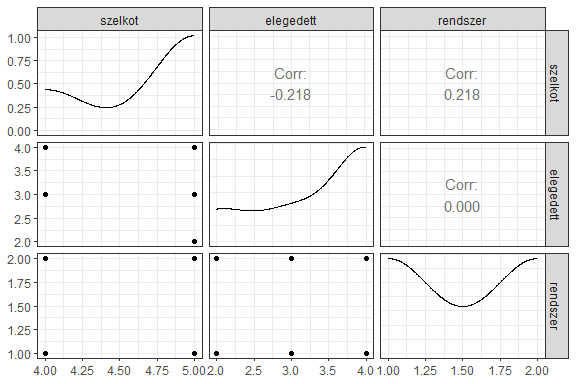 szelkot elegedett rendszer
1.00
0.75
0.50
0.25
0.00
Corr:
-0.218
Corr:
0.218
szelkot
4.0
3.5
3.0
2.5
2.0
Corr:
0.000
elegedett
2.00
1.75
1.50
1.25
1.00
rendszer
4.00 4.25 4.50 4.75 5.00 2.0 2.5 3.0 3.5 4.0 1.00 1.25 1.50 1.75 2.00